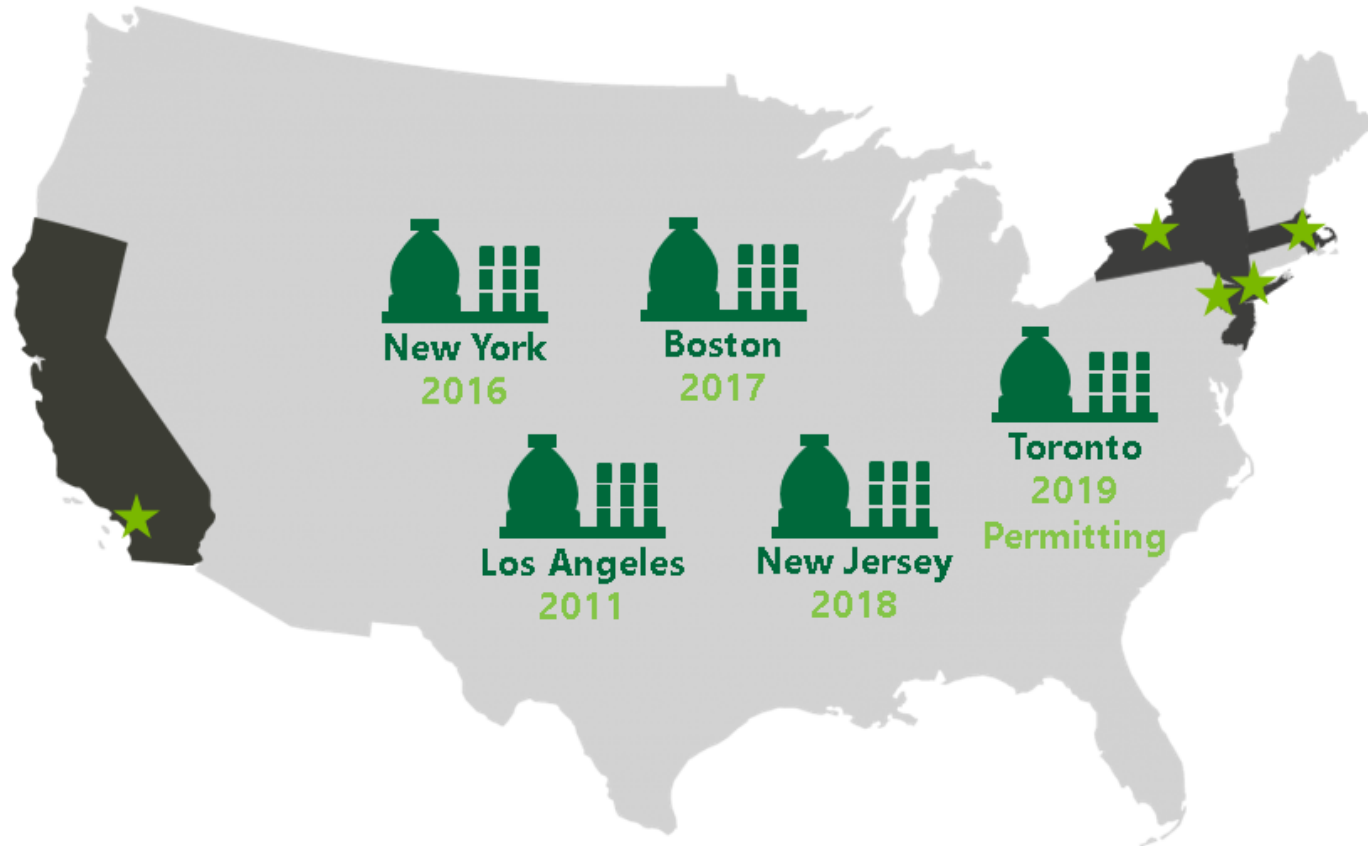 New York
2016
Boston
2017
Toronto
2019
Permitting
Los Angeles
2011
New Jersey
2018